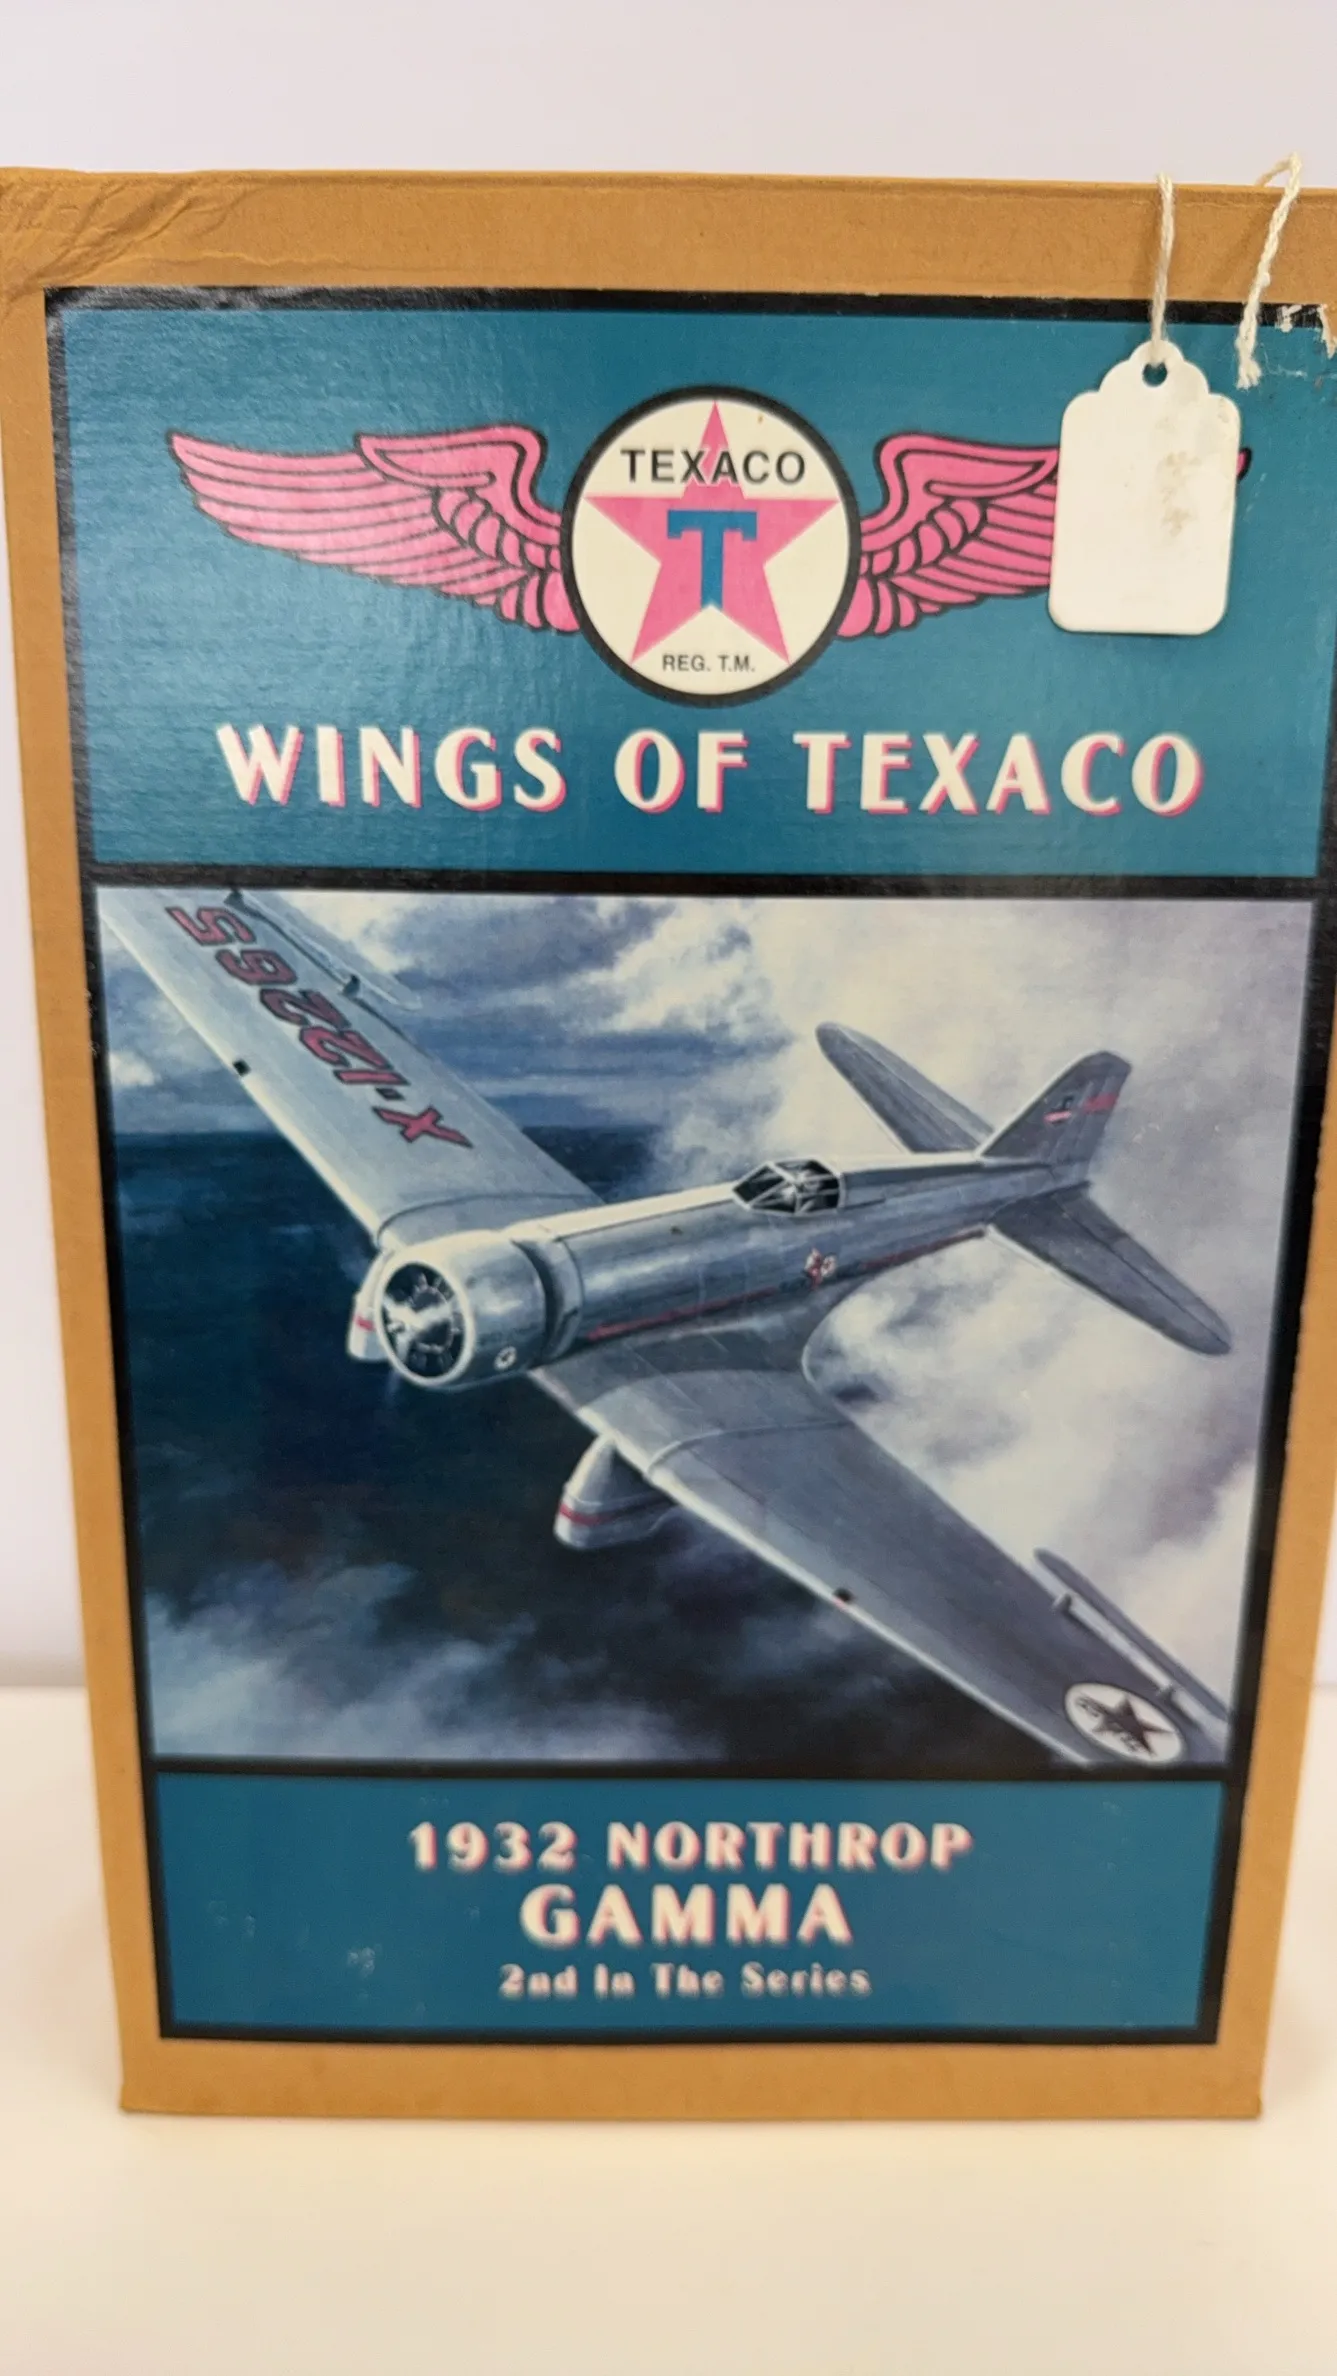 TEXACO
T
REG. T.M.
WINGS OF TEXACO
X-12265
1932 NORTHROP
GAMMA
2nd In The Series